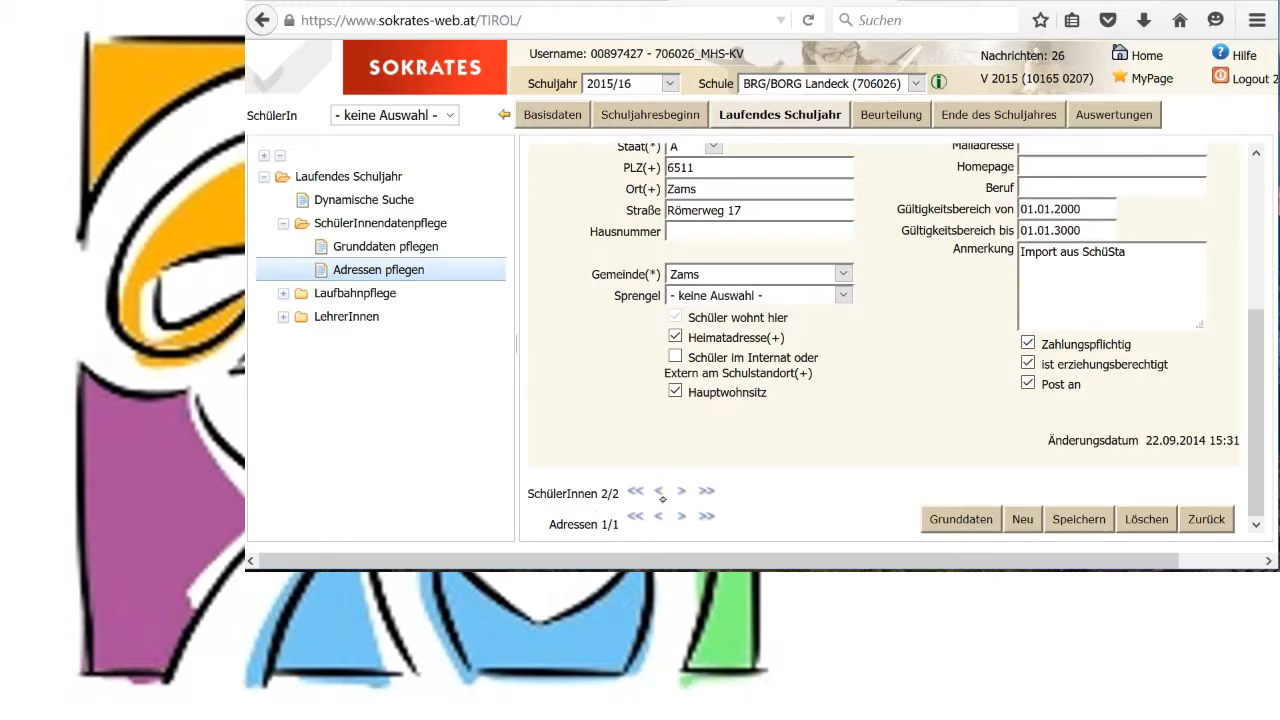 https://www.sokrates-web.at/TIROL/
Suchen
SOKRATES
Username: 00897427 - 706026_MHS-KV
Nachrichten: 26
Home
Hilfe
Schuljahr 2015/16
Schule BRG/BORG Landeck (706026)
V 2015 (10165 0207)
MyPage
Logout 2
SchülerIn - keine Auswahl -
Basisdaten
Schuljahresbeginn
Laufendes Schuljahr
Beurteilung
Ende des Schuljahres
Auswertungen
Laufendes Schuljahr
Dynamische Suche
SchülerInnendatenpflege
Grunddaten pflegen
Adressen pflegen
Laufbahnpflege
LehrerInnen
Staat(*) A
PLZ(+) 6511
Ort(+) Zams
Straße Römerweg 17
Hausnummer
Gemeinde(*) Zams
Sprengel - keine Auswahl -
Schüler wohnt hier
Heimatadresse(+)
Schüler im Internat oder
Extern am Schulstandort(+)
Hauptwohnsitz
Mailadresse
Homepage
Beruf
Gültigkeitsbereich von 01.01.2000
Gültigkeitsbereich bis 01.01.3000
Anmerkung Import aus SchüSta
Zahlungspflichtig
ist erziehungsberechtigt
Post an
Änderungsdatum 22.09.2014 15:31
SchülerInnen 2/2 << < > >>
Adressen 1/1 << < > >>
Grunddaten
Neu
Speichern
Löschen
Zurück